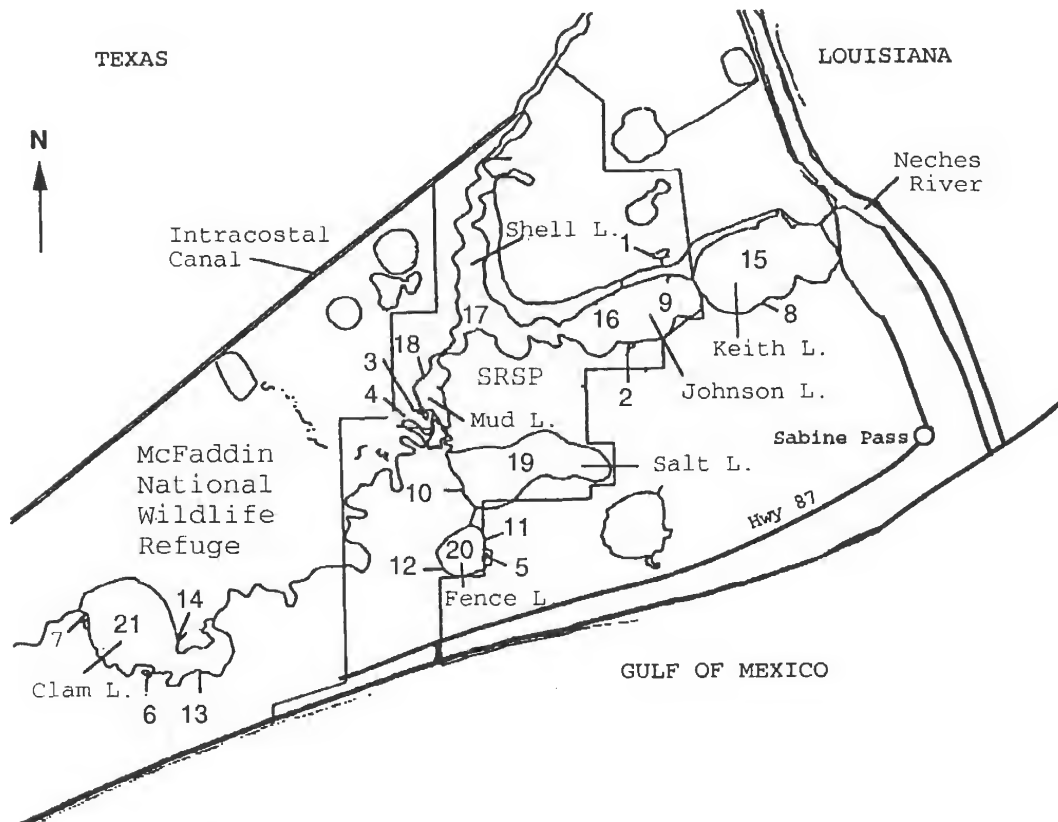 TEXAS
LOUISIANA
N
Neches
River
Intracostal
Canal
Shell L.
1
15
17
16
9
8
Keith L.
18
3
SRSP
2
Johnson L.
4
Mud L.
Sabine Pass
McFaddin
National
Wildlife
Refuge
19
Salt L.
10
Hwy 87
11
20
12
5
Fence L
14
7
21
Clam L.
6
13
GULF OF MEXICO